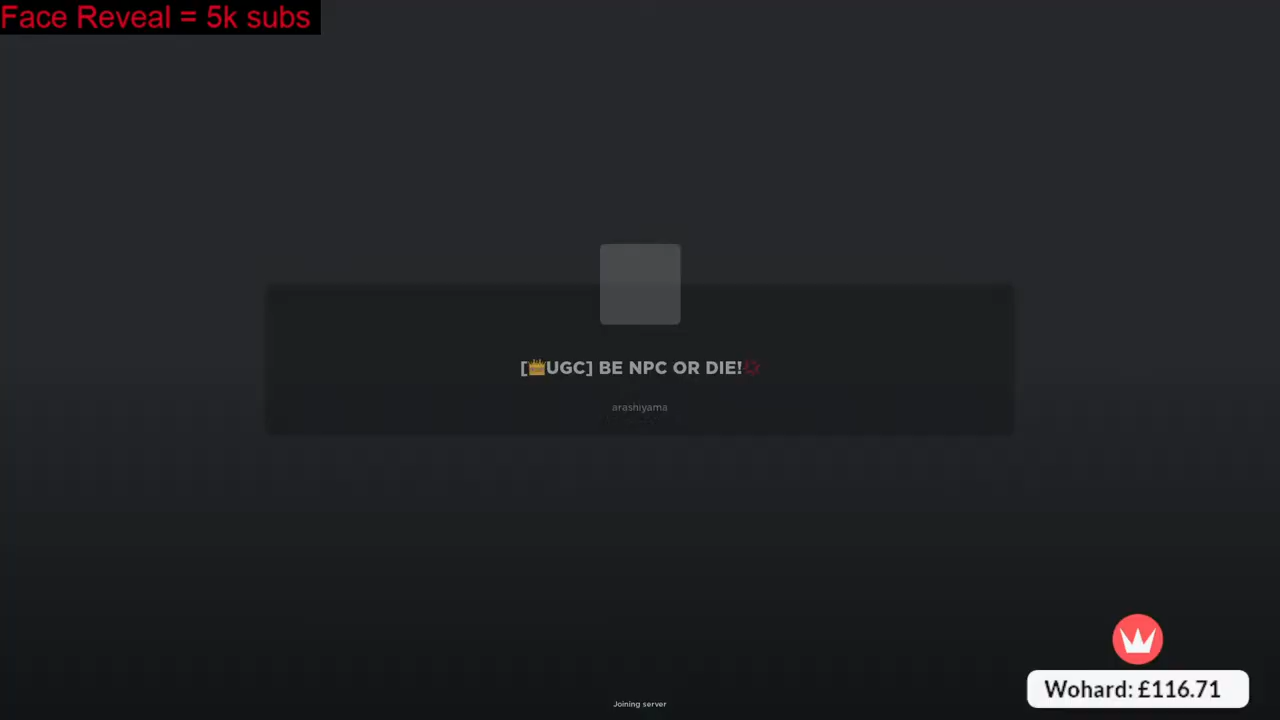 Face Reveal = 5k subs
[👑UGC] BE NPC OR DIE!💢
arashiyama
Wohard: £116.71
Joining server